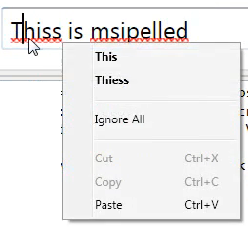 Thiss is msipelled
This
Thiess
Ignore All
Cut Ctrl+X
Copy Ctrl+C
Paste Ctrl+V